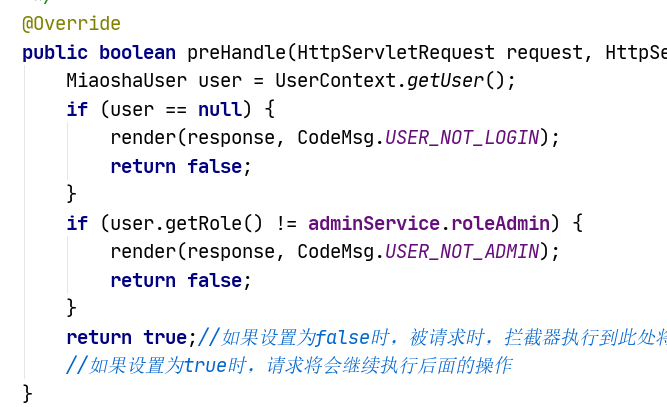 @Override
public boolean preHandle(HttpServletRequest request, HttpSe
MiaoshaUser user = UserContext.getUser();
if (user == null) {
render(response, CodeMsg.USER_NOT_LOGIN);
return false;
}
if (user.getRole() != adminService.roleAdmin) {
render(response, CodeMsg.USER_NOT_ADMIN);
return false;
}
return true;//如果设置为false时，被请求时，拦截器执行到此处将
//如果设置为true时，请求将会继续执行后面的操作
}